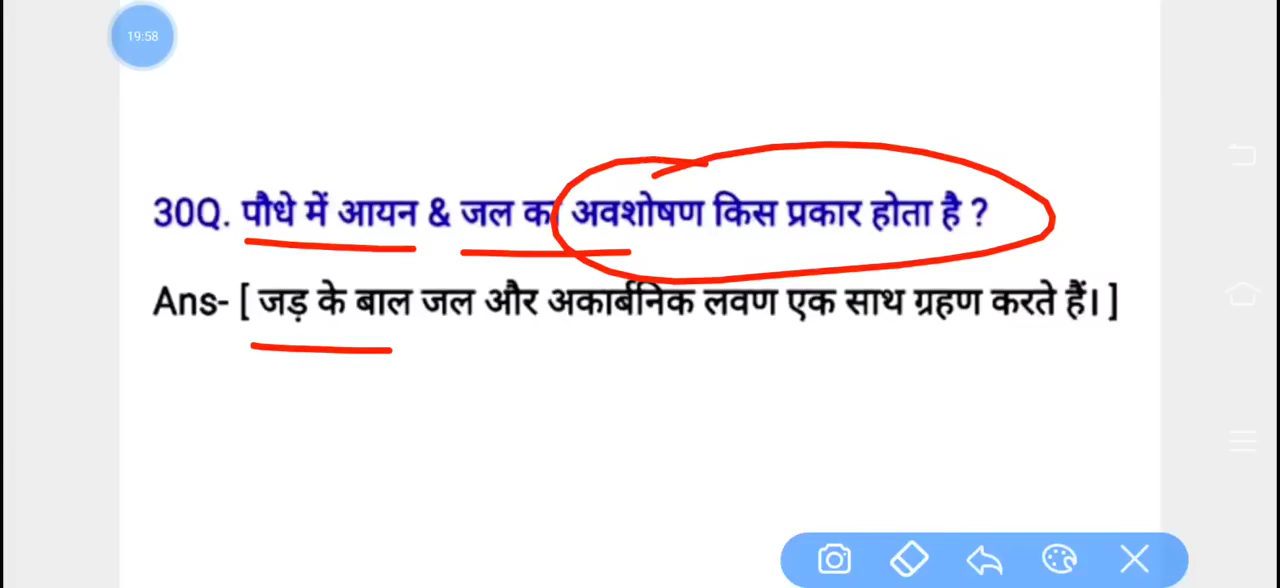 19:58
30Q. पौधे में आयन & जल का अवशोषण किस प्रकार होता है ?
Ans- [ जड़ के बाल जल और अकार्बनिक लवण एक साथ ग्रहण करते हैं। ]